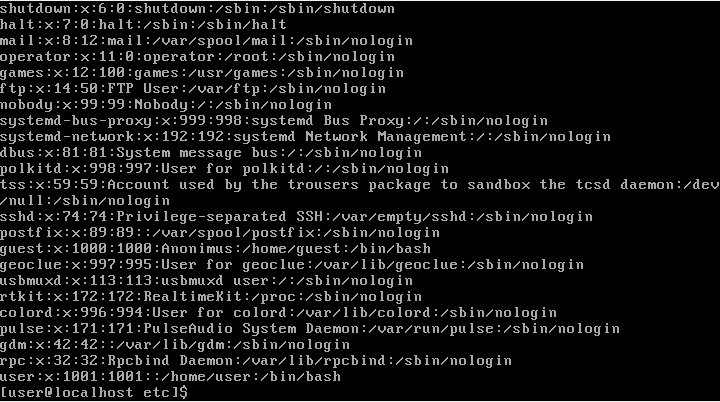 shutdown:x:6:0:shutdown:/sbin:/sbin/shutdown
halt:x:7:0:halt:/sbin:/sbin/halt
mail:x:8:12:mail:/var/spool/mail:/sbin/nologin
operator:x:11:0:operator:/root:/sbin/nologin
games:x:12:100:games:/usr/games:/sbin/nologin
ftp:x:14:50:FTP User:/var/ftp:/sbin/nologin
nobody:x:99:99:Nobody:/:/sbin/nologin
systemd-bus-proxy:x:999:998:systemd Bus Proxy:/:/sbin/nologin
systemd-network:x:192:192:systemd Network Management:/:/sbin/nologin
dbus:x:81:81:System message bus:/:/sbin/nologin
polkitd:x:998:997:User for polkitd:/:/sbin/nologin
tss:x:59:59:Account used by the trousers package to sandbox the tcsd daemon:/dev
/null:/sbin/nologin
sshd:x:74:74:Privilege-separated SSH:/var/empty/sshd:/sbin/nologin
postfix:x:89:89::/var/spool/postfix:/sbin/nologin
guest:x:1000:1000:Anonimus:/home/guest:/bin/bash
geoclue:x:997:995:User for geoclue:/var/lib/geoclue:/sbin/nologin
usbmuxd:x:113:113:usbmuxd user:/:/sbin/nologin
rtkit:x:172:172:RealtimeKit:/proc:/sbin/nologin
colord:x:996:994:User for colord:/var/lib/colord:/sbin/nologin
pulse:x:171:171:PulseAudio System Daemon:/var/run/pulse:/sbin/nologin
gdm:x:42:42::/var/lib/gdm:/sbin/nologin
rpc:x:32:32:Rpcbind Daemon:/var/lib/rpcbind:/sbin/nologin
user:x:1001:1001::/home/user:/bin/bash
[user@localhost etc]$